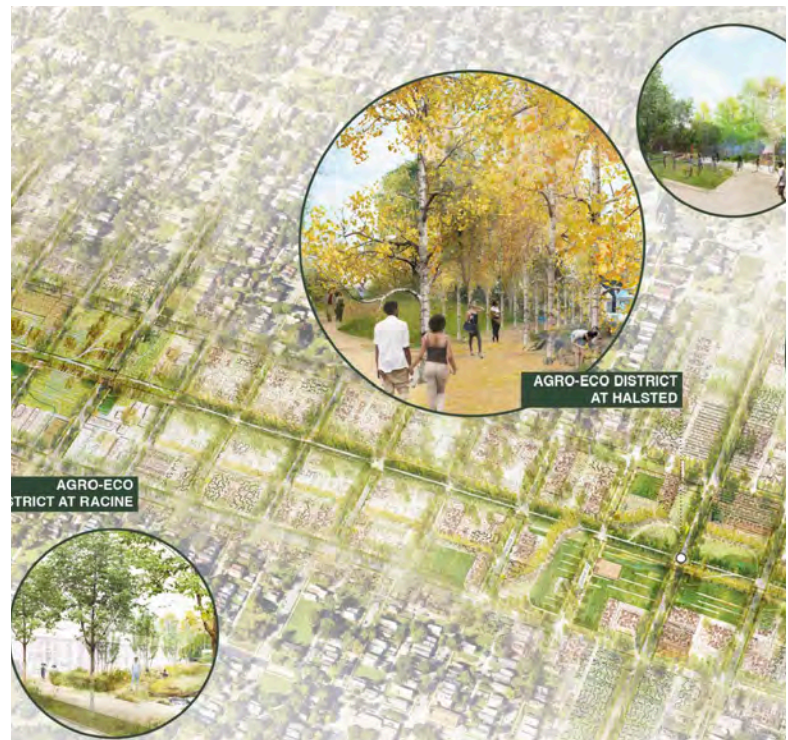 AGRO-ECO DISTRICT
AT HALSTED
AGRO-ECO
STRICT AT RACINE